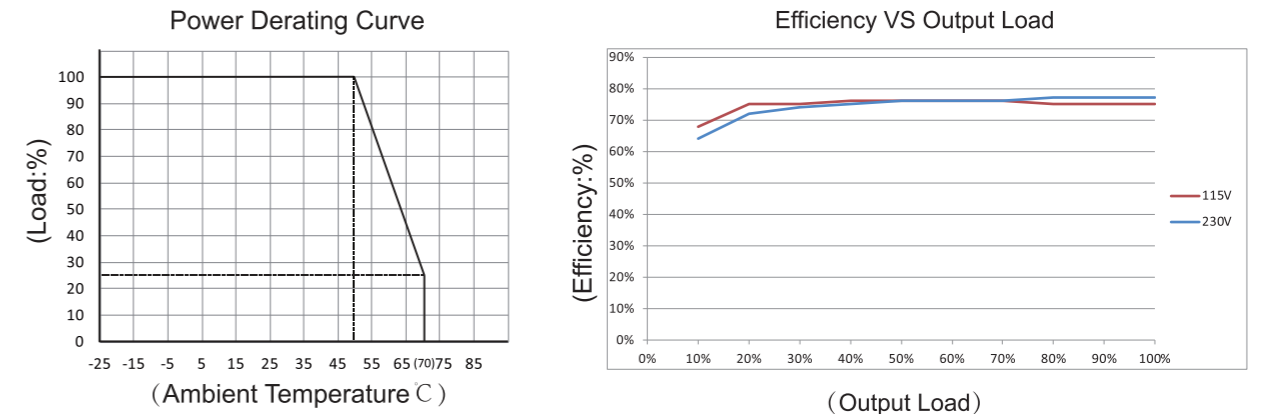 Power Derating Curve
(Load:%)
100
90
80
70
60
50
40
30
20
10
0
-25 -15 -5 5 15 25 35 45 55 65 (70) 75 85
(Ambient Temperature℃)
Efficiency VS Output Load
(Efficiency:%)
90%
80%
70%
60%
50%
40%
30%
20%
10%
0%
0% 10% 20% 30% 40% 50% 60% 70% 80% 90% 100%
115V
230V
(Output Load)